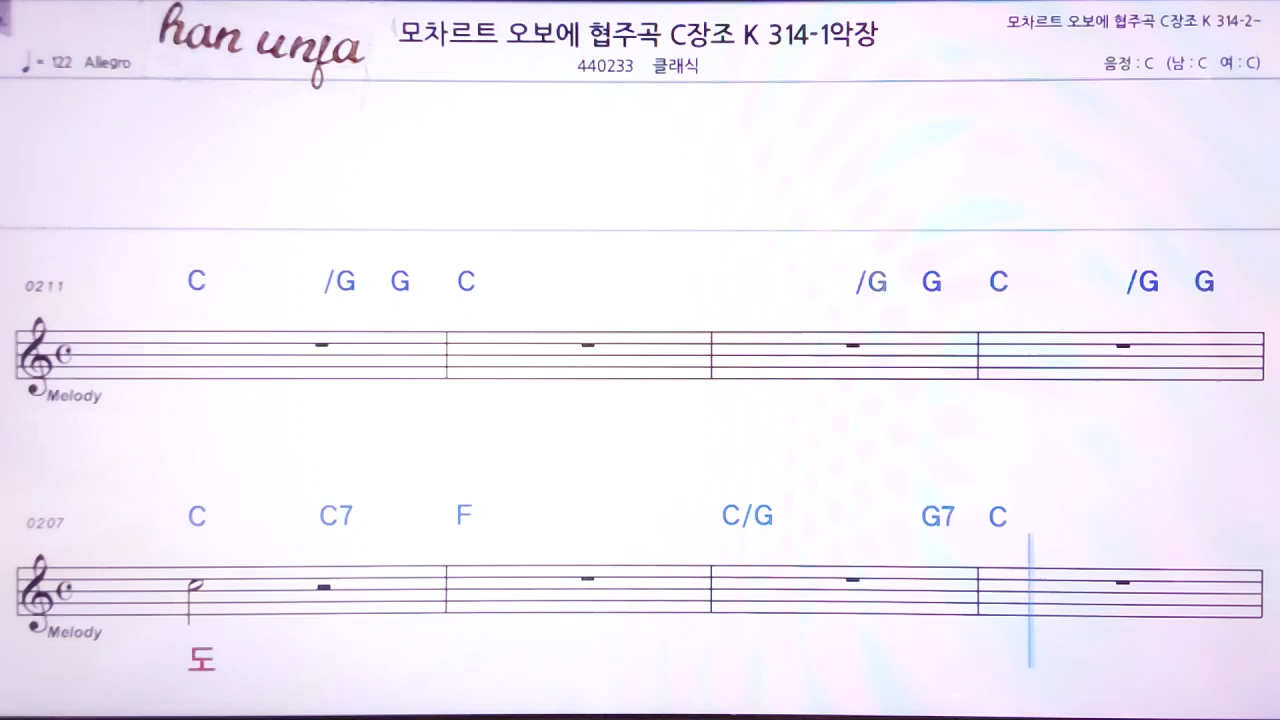 han unfa
모차르트 오보에 협주곡 C장조 K 314-1악장
모차르트 오보에 협주곡 C장조 K 314-2-
♩= 122 Allegro
440233 클래식
음정 : C (남 : C 여 : C)
0211 C /G G C /G G C /G G
Melody
0207 C C7 F C/G G7 C
Melody
도